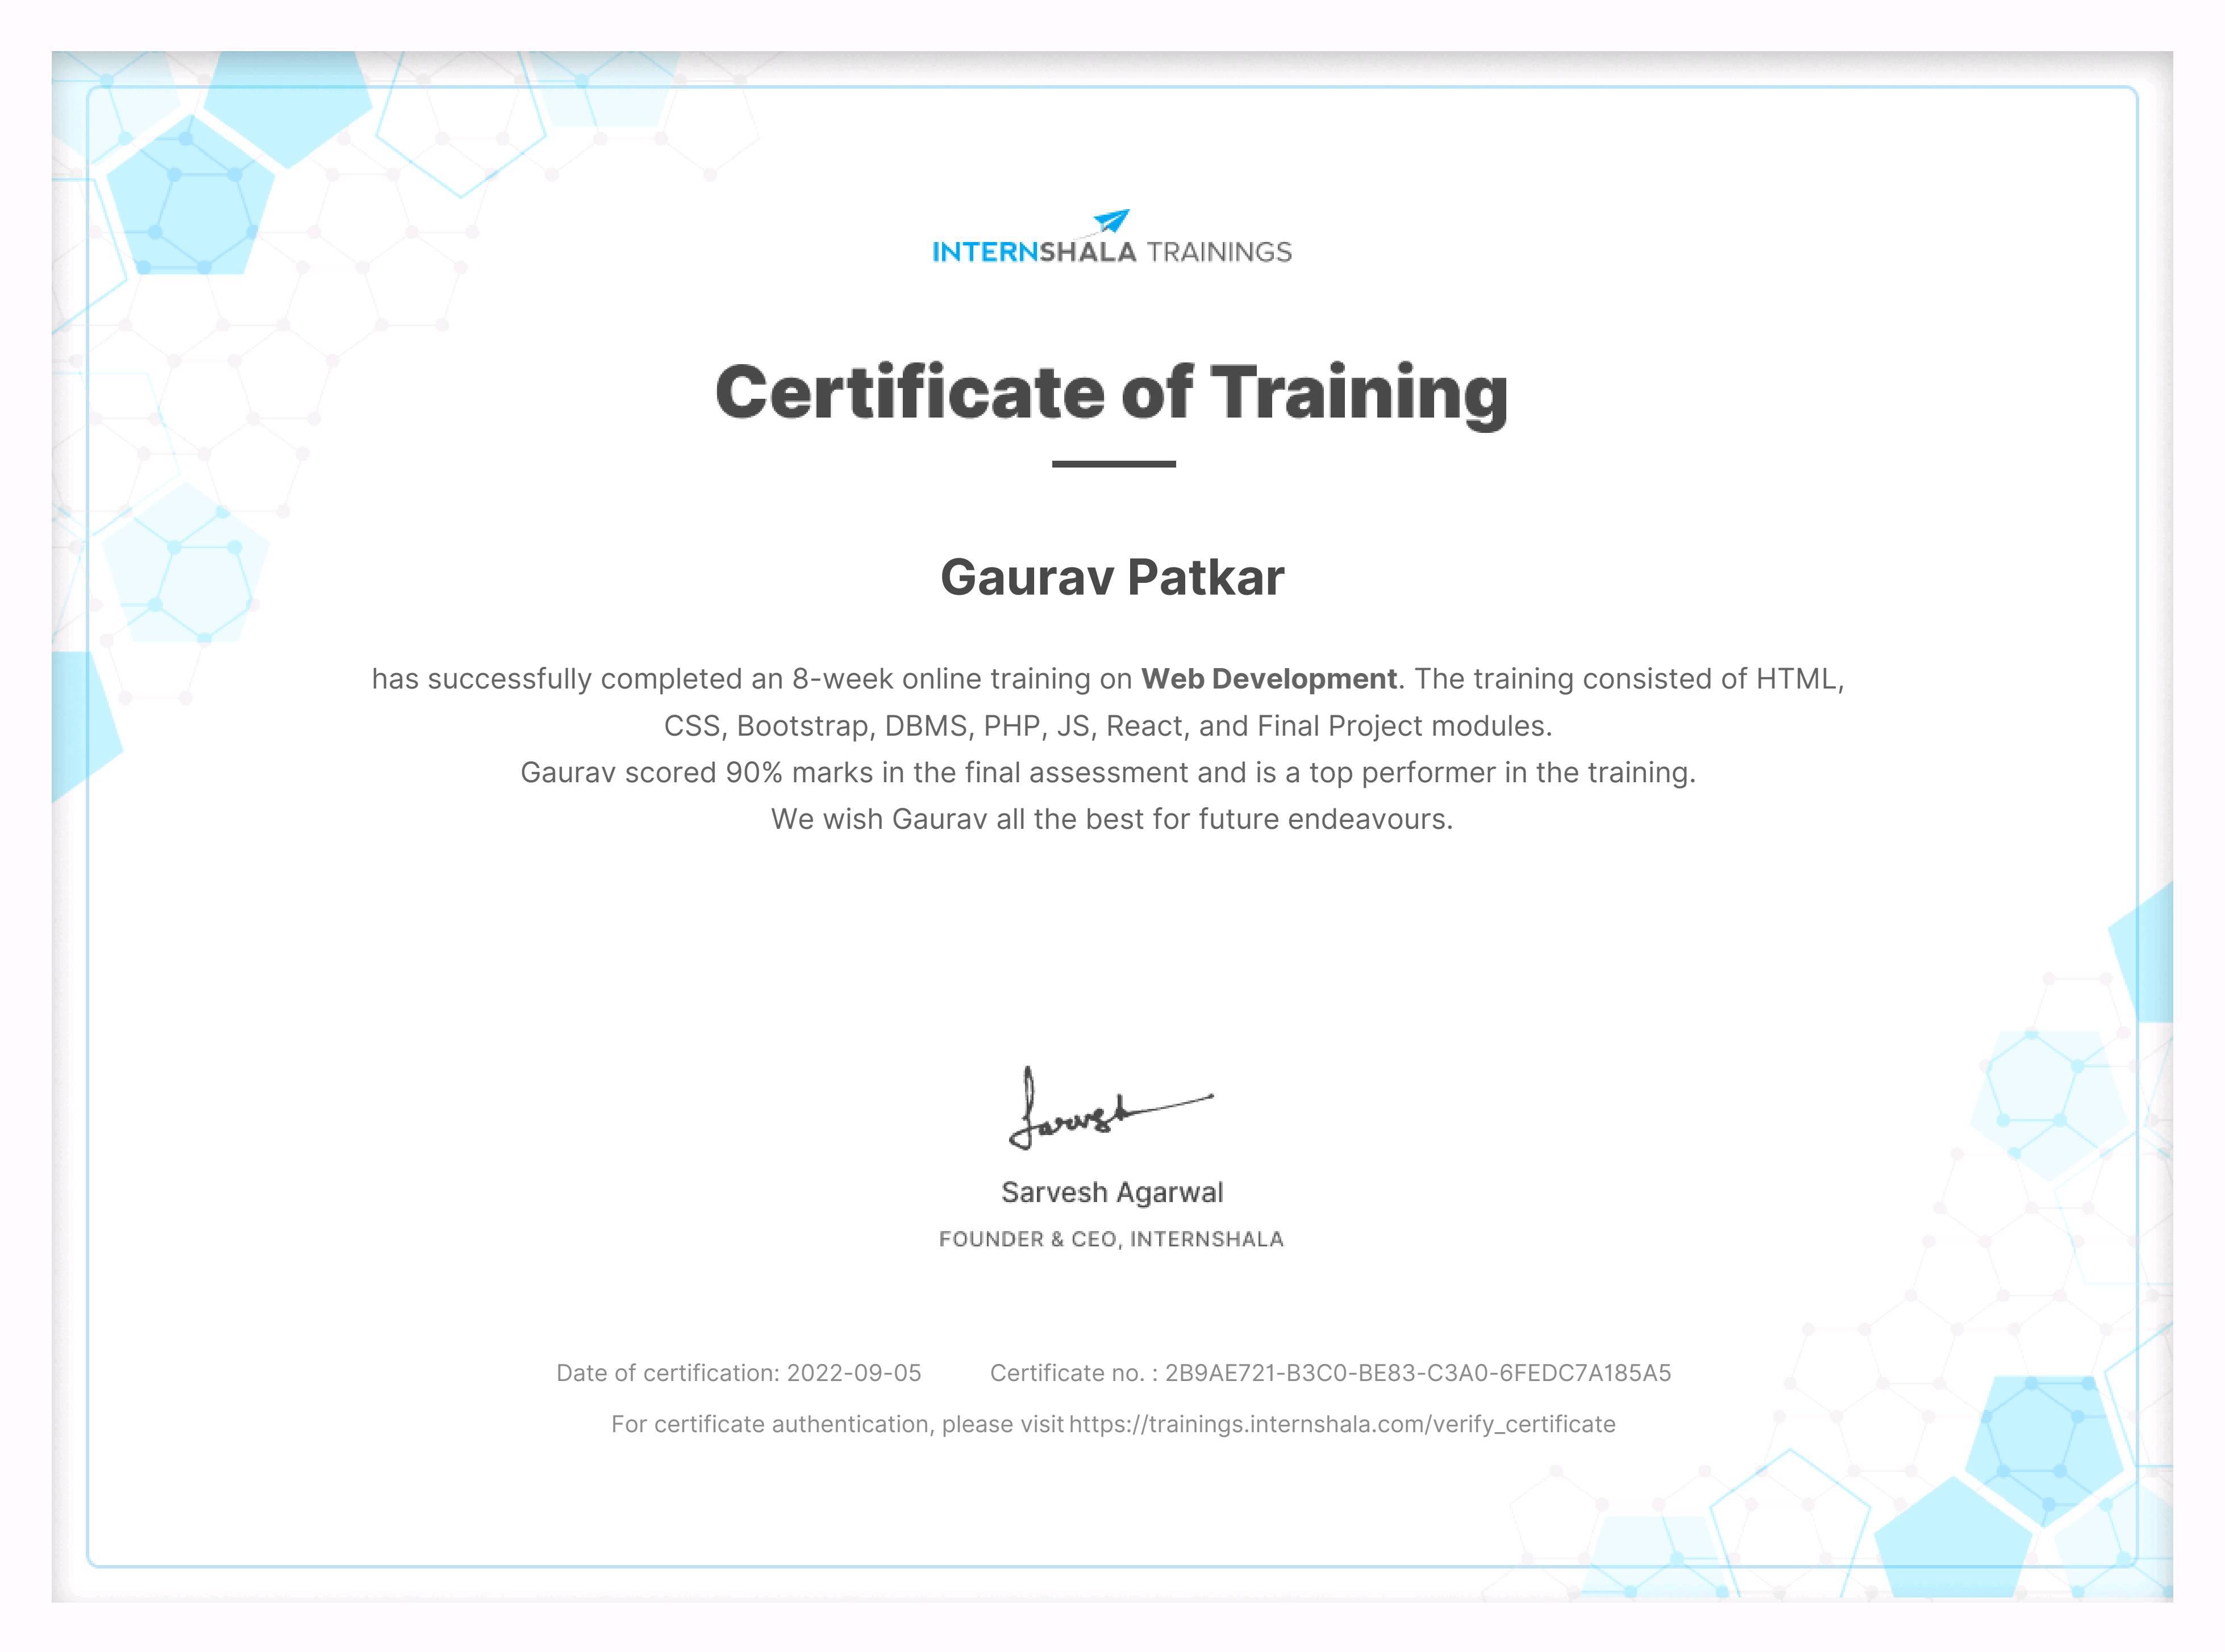 INTERNSHALA TRAININGS
Certificate of Training
Gaurav Patkar
has successfully completed an 8-week online training on Web Development. The training consisted of HTML,
CSS, Bootstrap, DBMS, PHP, JS, React, and Final Project modules.
Gaurav scored 90% marks in the final assessment and is a top performer in the training.
We wish Gaurav all the best for future endeavours.
Sarvesh
Sarvesh Agarwal
FOUNDER & CEO, INTERNSHALA
Date of certification: 2022-09-05 Certificate no. : 2B9AE721-B3C0-BE83-C3A0-6FEDC7A185A5
For certificate authentication, please visit https://trainings.internshala.com/verify_certificate